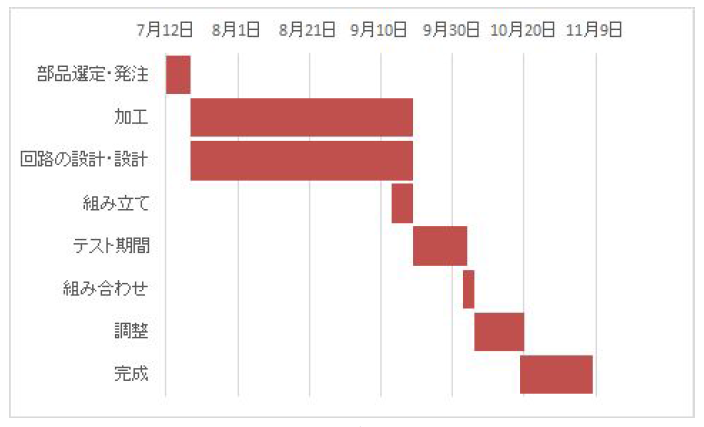 7月12日 8月1日 8月21日 9月10日 9月30日 10月20日 11月9日
部品選定・発注
加工
回路の設計・設計
組み立て
テスト期間
組み合わせ
調整
完成